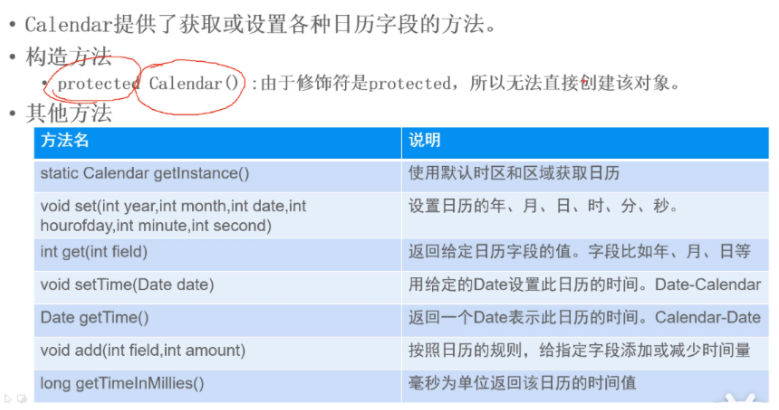 • Calendar提供了获取或设置各种日历字段的方法。
• 构造方法
• protected Calendar() :由于修饰符是protected，所以无法直接创建该对象。
• 其他方法
方法名 说明
static Calendar getInstance() 使用默认时区和区域获取日历
void set(int year,int month,int date,int 设置日历的年、月、日、时、分、秒。
hourofday,int minute,int second)
int get(int field) 返回给定日历字段的值。字段比如年、月、日等
void setTime(Date date) 用给定的Date设置此日历的时间。Date-Calendar
Date getTime() 返回一个Date表示此日历的时间。Calendar-Date
void add(int field,int amount) 按照日历的规则，给指定字段添加或减少时间量
long getTimeInMillies() 毫秒为单位返回该日历的时间值